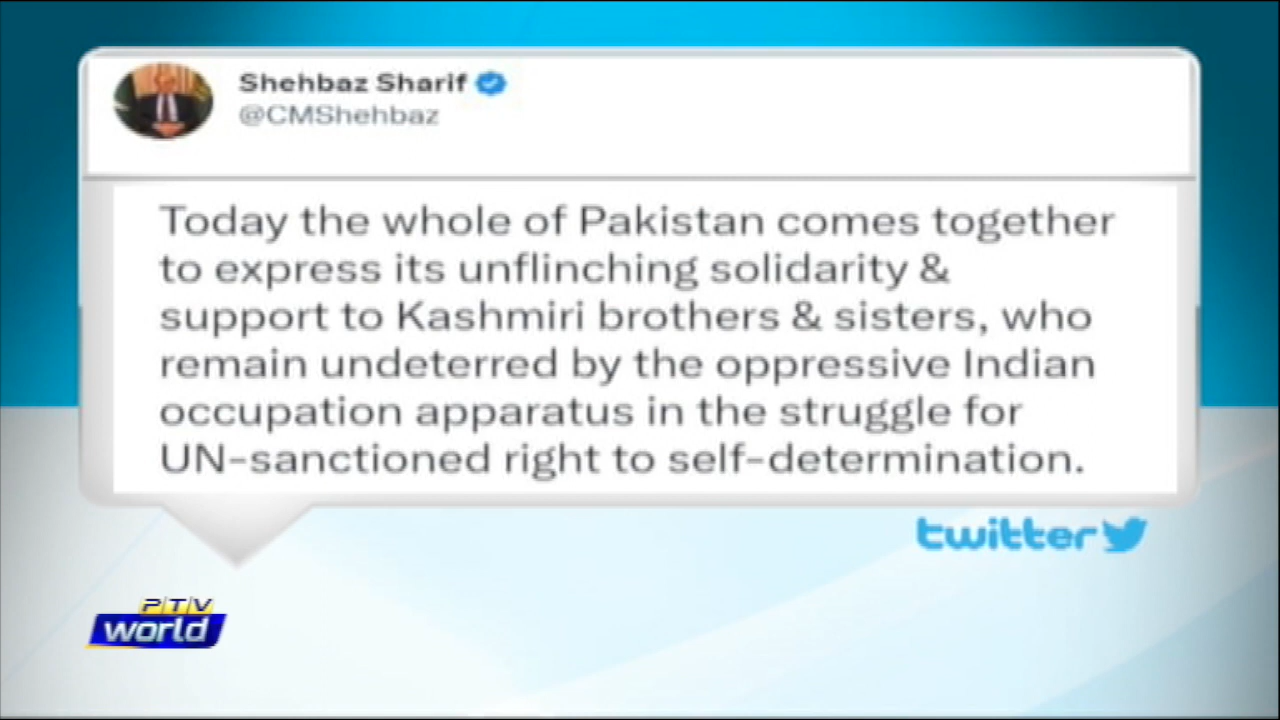 Shehbaz Sharif
@CMShehbaz
Today the whole of Pakistan comes together
to express its unflinching solidarity &
support to Kashmiri brothers & sisters, who
remain undeterred by the oppressive Indian
occupation apparatus in the struggle for
UN-sanctioned right to self-determination.
twitter
PTV
world